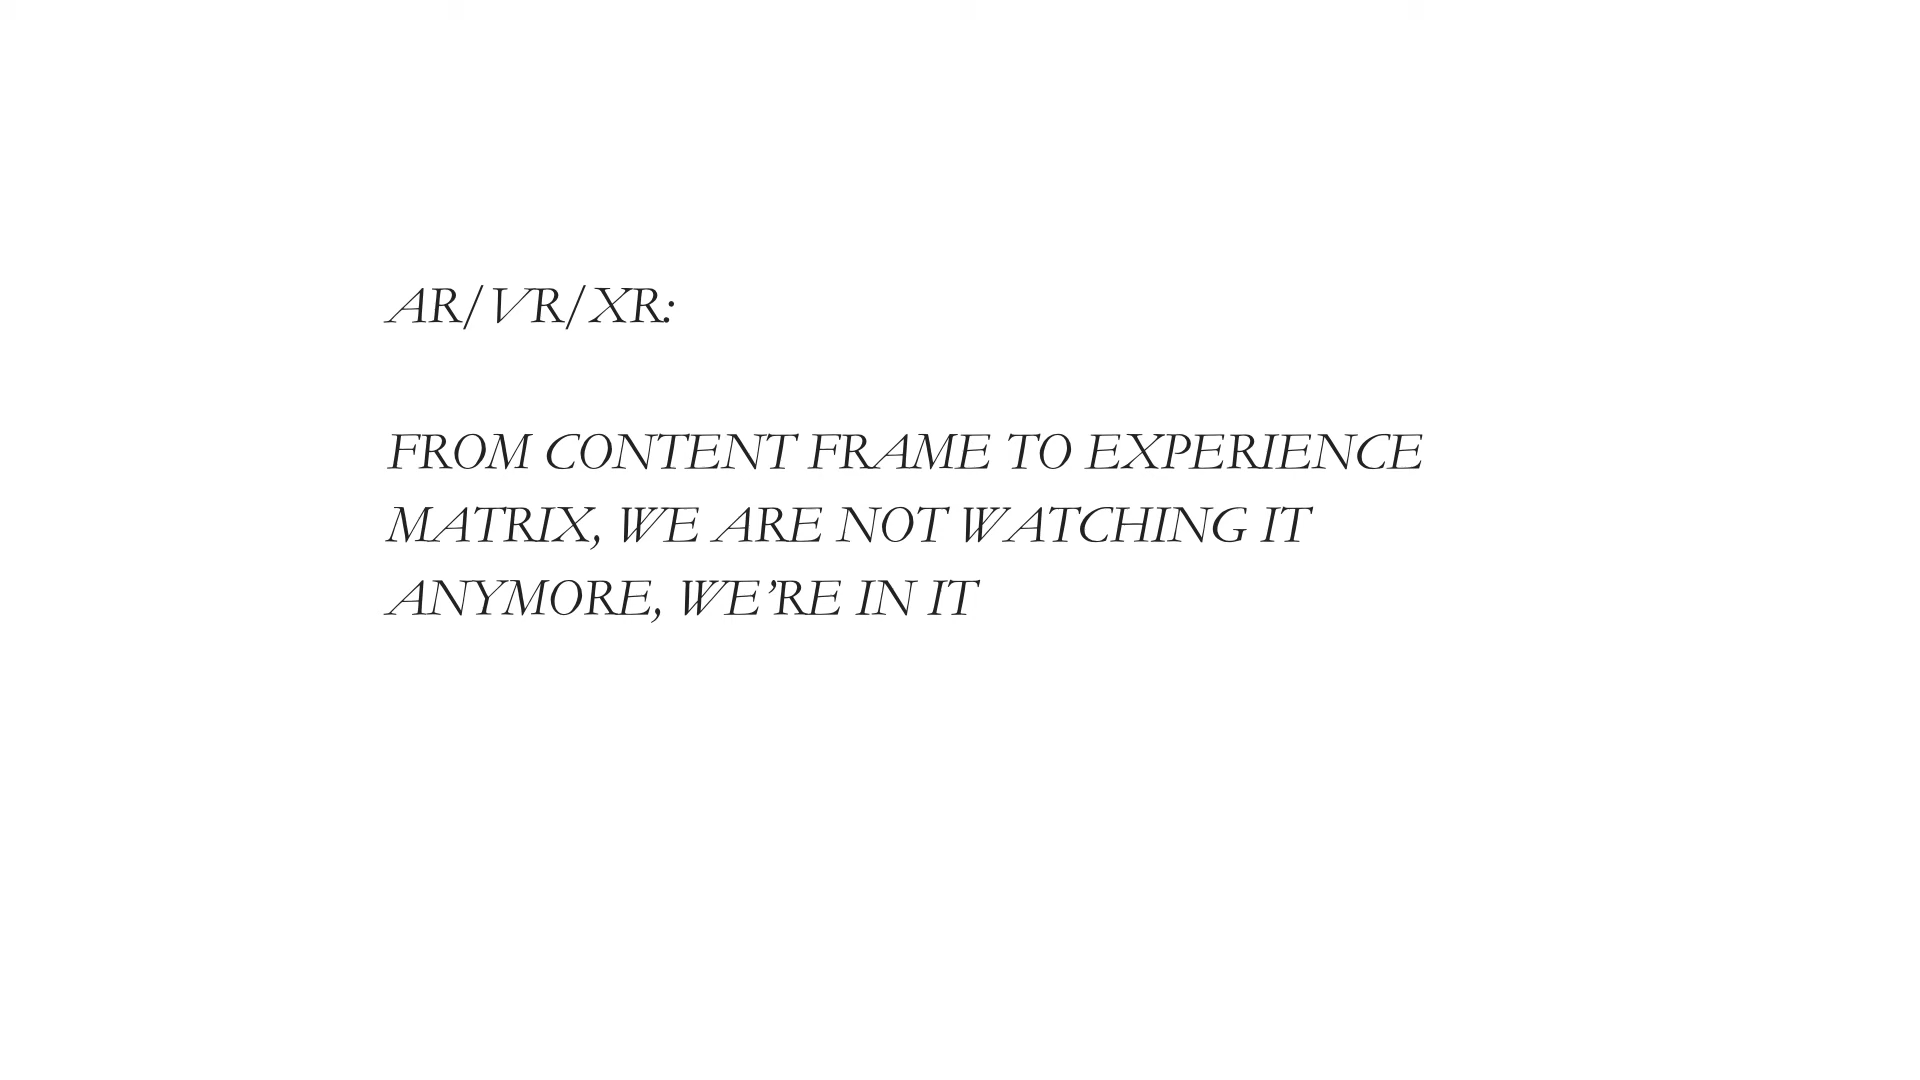 AR/VR/XR:
FROM CONTENT FRAME TO EXPERIENCE
MATRIX, WE ARE NOT WATCHING IT
ANYMORE, WE’RE IN IT